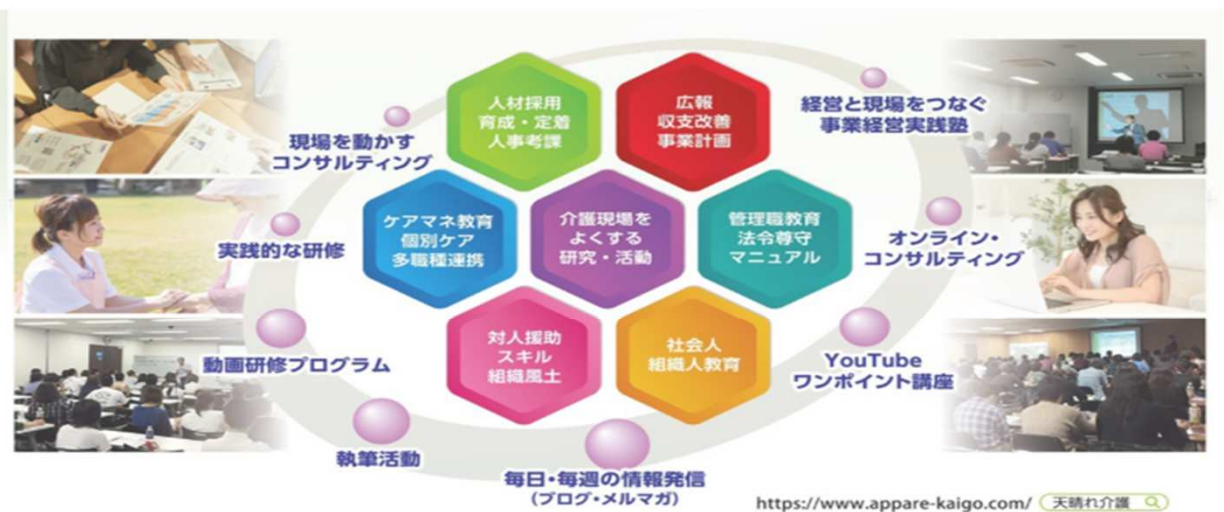 人材採用
育成・定着
人事考課
広報
収支改善
事業計画
経営と現場をつなぐ
事業経営実践塾
現場を動かす
コンサルティング
ケアマネ教育
個別ケア
多職種連携
介護現場を
よくする
研究・活動
管理職教育
法令尊守
マニュアル
実践的な研修
オンライン・
コンサルティング
対人援助
スキル
組織風土
社会人
組織人教育
動画研修プログラム
YouTube
ワンポイント講座
執筆活動
毎日・毎週の情報発信
(ブログ・メルマガ)
https://www.appare-kaigo.com/ 天晴れ介護